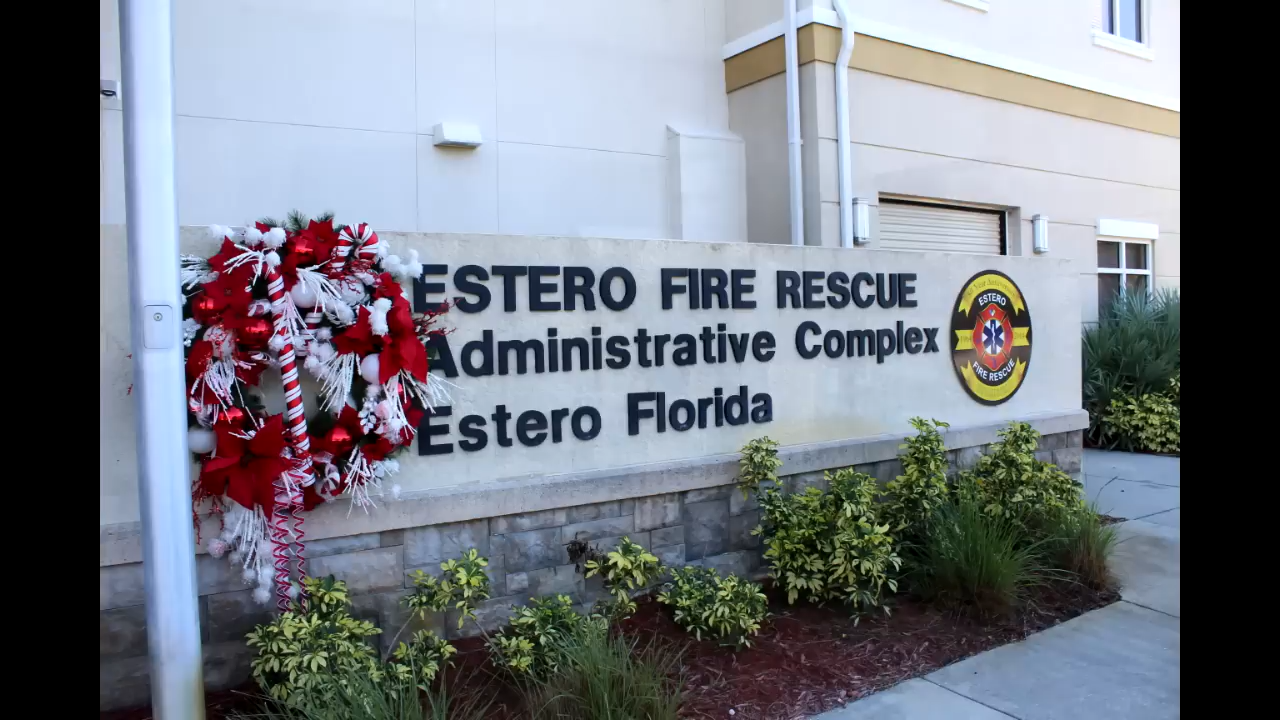 ESTERO FIRE RESCUE
Administrative Complex
Estero Florida
ESTERO
FIRE RESCUE